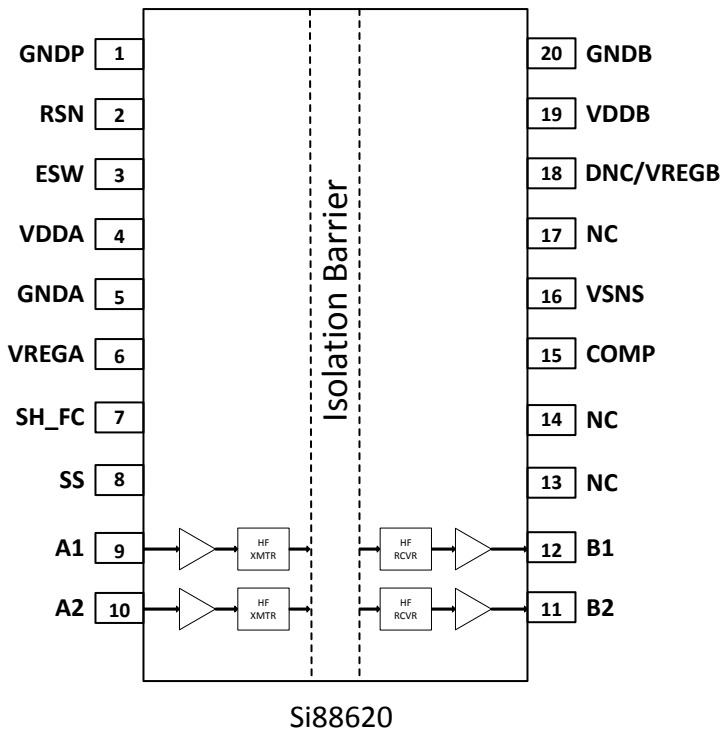 GNDP 1
RSN 2
ESW 3
VDDA 4
GNDA 5
VREGA 6
SH_FC 7
SS 8
A1 9
HF
XMTR
A2 10
HF
XMTR
Isolation Barrier
20 GNDB
19 VDDB
18 DNC/VREGB
17 NC
16 VSNS
15 COMP
14 NC
13 NC
HF
RCVR
12 B1
HF
RCVR
11 B2
Si88620